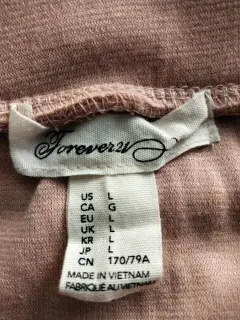 Forever21
US L
CA G
EU L
UK L
KR L
JP L
CN 170/79A
MADE IN VIETNAM
FABRIQUÉ AU VIETNAM